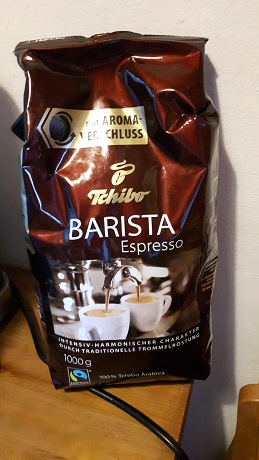 mit AROMA-
VERSCHLUSS
Tchibo
BARISTA
Espresso
INTENSIV-HARMONISCHER CHARAKTER
DURCH TRADITIONELLE TROMMELRÖSTUNG
1000 g
100% Tchibo Arabica